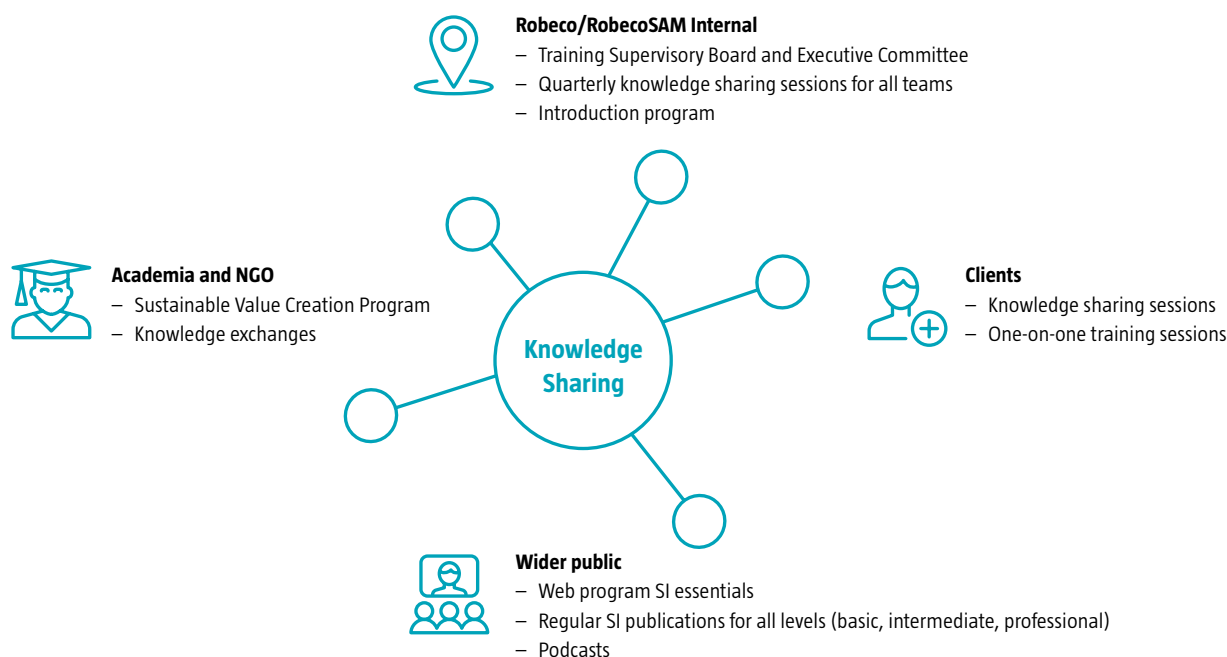 Robeco/RobecoSAM Internal
– Training Supervisory Board and Executive Committee
– Quarterly knowledge sharing sessions for all teams
– Introduction program
Academia and NGO
– Sustainable Value Creation Program
– Knowledge exchanges
Knowledge
Sharing
Clients
– Knowledge sharing sessions
– One-on-one training sessions
Wider public
– Web program SI essentials
– Regular SI publications for all levels (basic, intermediate, professional)
– Podcasts